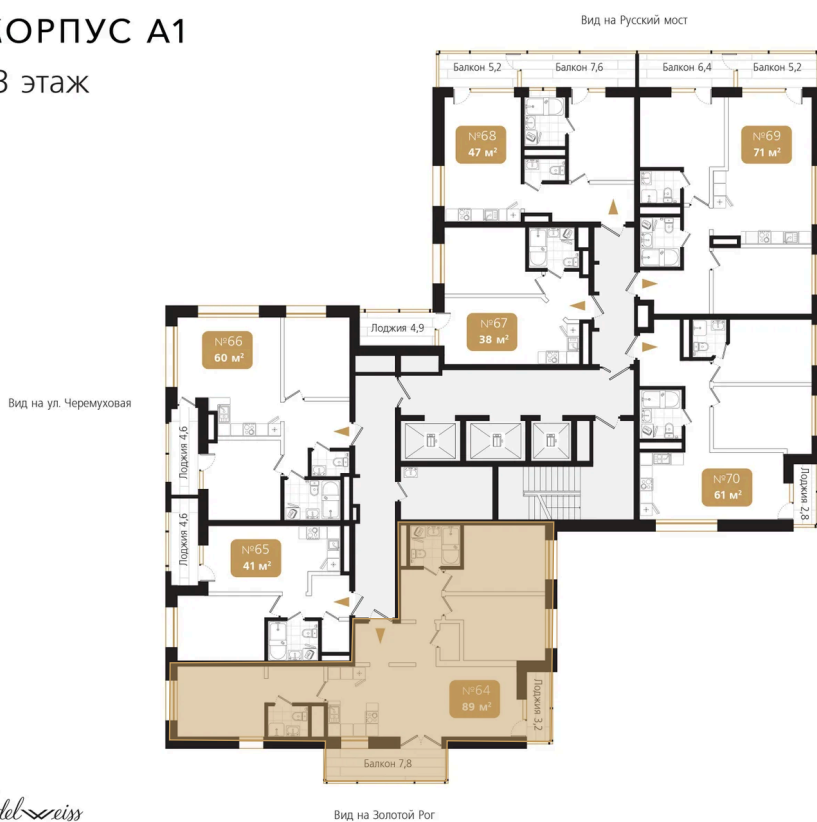 ОРПУС А1
Вид на Русский мост
этаж
Балкон 5,2
Балкон 7,6
Балкон 6,4
Балкон 5,2
№68
47 м²
№69
71 м²
Лоджия 4,9
№67
38 м²
№66
60 м²
Вид на ул. Черемуховая
Лоджия 4,6
№70
61 м²
Лоджия 2,8
Лоджия 4,6
№65
41 м²
№64
89 м²
Лоджия 3,2
Балкон 7,8
Вид на Золотой Рог